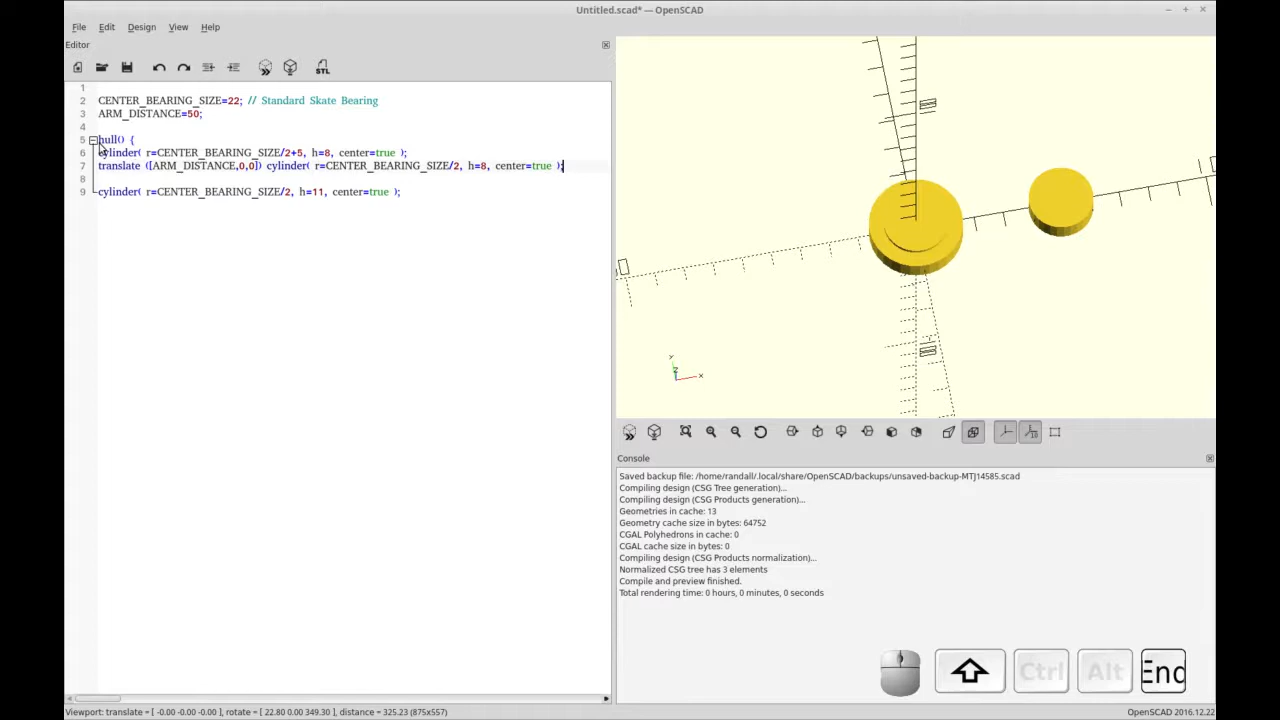 Untitled.scad* — OpenSCAD
File Edit Design View Help
Editor
STL
1
2 CENTER_BEARING_SIZE=22; // Standard Skate Bearing
3 ARM_DISTANCE=50;
4
5 hull() {
6 cylinder( r=CENTER_BEARING_SIZE/2+5, h=8, center=true );
7 translate ([ARM_DISTANCE,0,0]) cylinder( r=CENTER_BEARING_SIZE/2, h=8, center=true );
8
9 cylinder( r=CENTER_BEARING_SIZE/2, h=11, center=true );
Y
Z
X
10
Console
Saved backup file: /home/randall/.local/share/OpenSCAD/backups/unsaved-backup-MTJ14585.scad
Compiling design (CSG Tree generation)...
Compiling design (CSG Products generation)...
Geometries in cache: 13
Geometry cache size in bytes: 64752
CGAL Polyhedrons in cache: 0
CGAL cache size in bytes: 0
Compiling design (CSG Products normalization)...
Normalized CSG tree has 3 elements
Compile and preview finished.
Total rendering time: 0 hours, 0 minutes, 0 seconds
Ctrl Alt End
Viewport: translate = [ -0.00 -0.00 -0.00 ], rotate = [ 22.80 0.00 349.30 ], distance = 325.23 (875x557)
OpenSCAD 2016.12.22